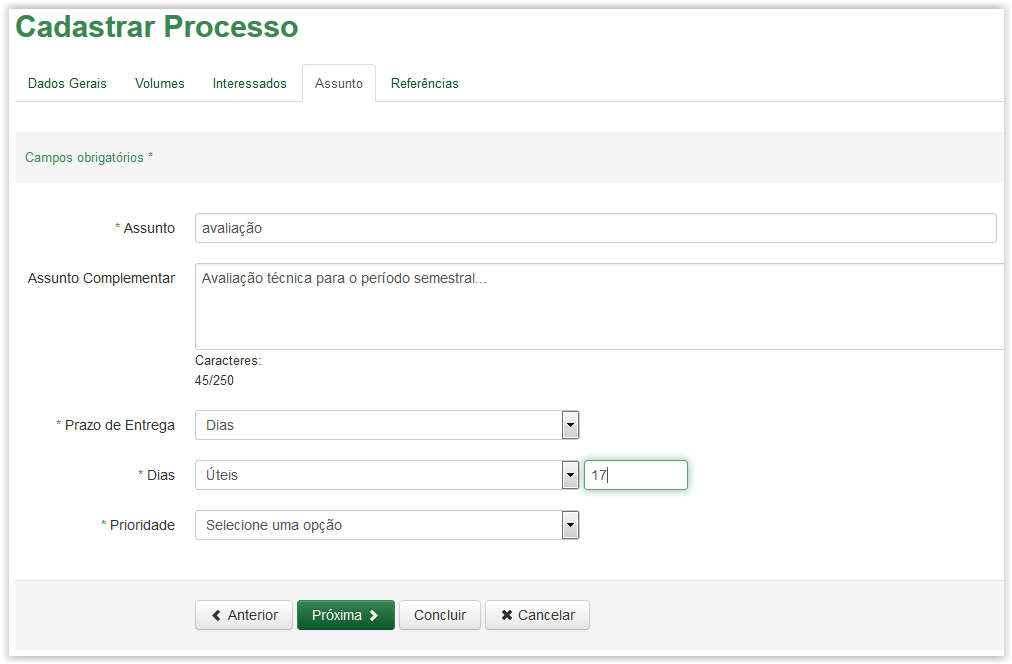 Cadastrar Processo
Dados Gerais Volumes Interessados Assunto Referências
Campos obrigatórios *
* Assunto avaliação
Assunto Complementar Avaliação técnica para o período semestral...
Caracteres:
45/250
* Prazo de Entrega Dias
* Dias Úteis 17
* Prioridade Selecione uma opção
Anterior Próxima Concluir Cancelar